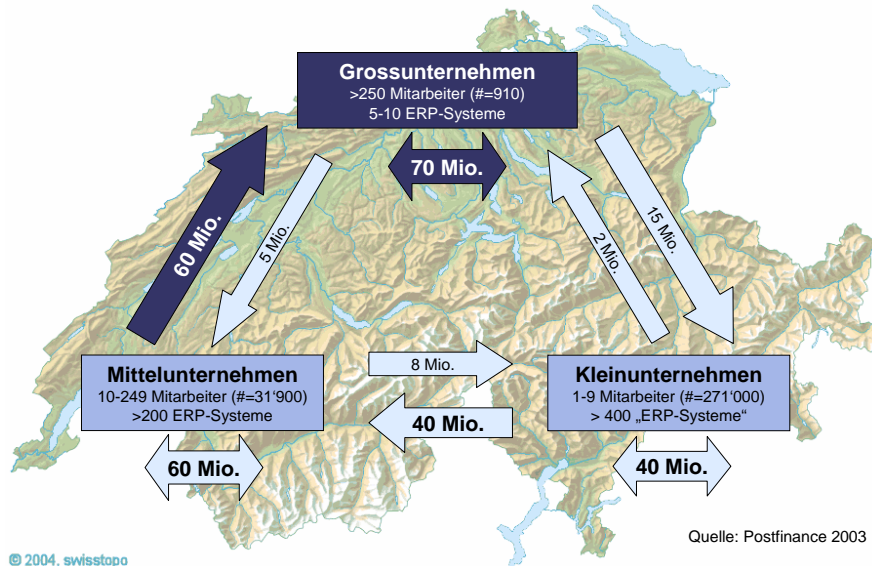 Grossunternehmen
>250 Mitarbeiter (#=910)
5-10 ERP-Systeme
70 Mio.
60 Mio.
5 Mio.
2 Mio.
15 Mio.
Mittelunternehmen
10-249 Mitarbeiter (#=31‘900)
>200 ERP-Systeme
8 Mio.
40 Mio.
Kleinunternehmen
1-9 Mitarbeiter (#=271‘000)
> 400 „ERP-Systeme“
60 Mio.
40 Mio.
Quelle: Postfinance 2003
© 2004, swisstopo